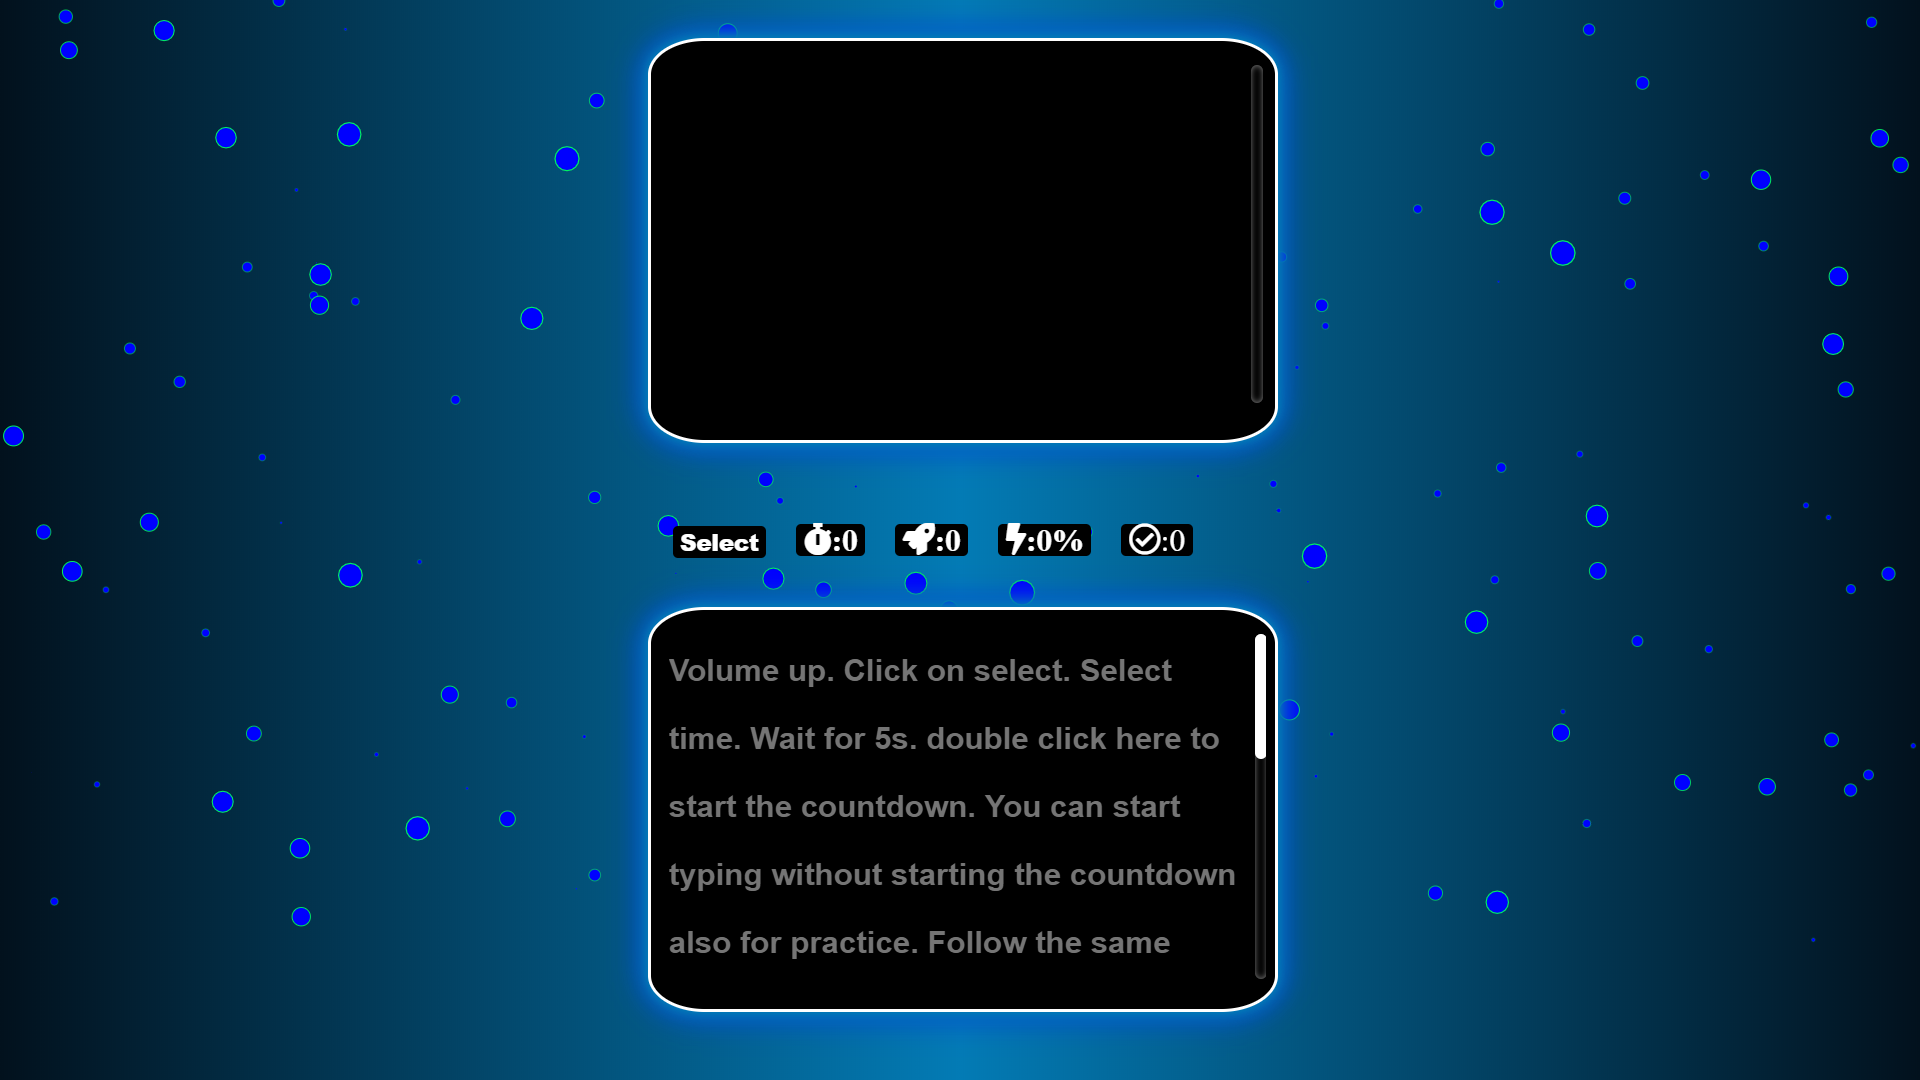 Select :0 :0 :0% :0
Volume up. Click on select. Select
time. Wait for 5s. double click here to
start the countdown. You can start
typing without starting the countdown
also for practice. Follow the same